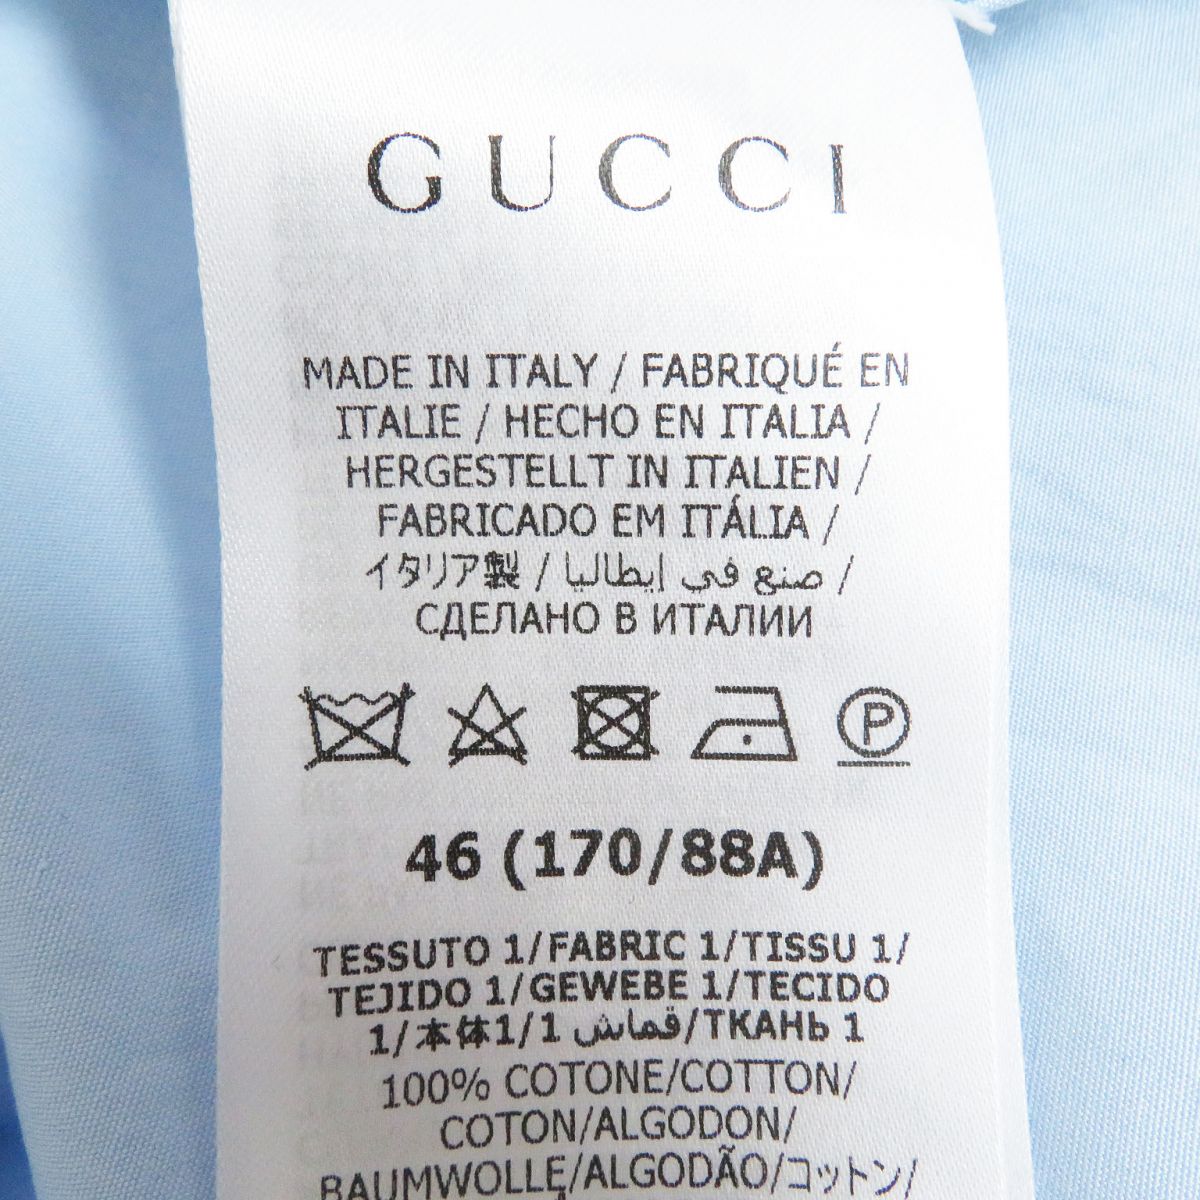 GUCCI
MADE IN ITALY / FABRIQUÉ EN
ITALIE / HECHO EN ITALIA /
HERGESTELLT IN ITALIEN /
FABRICADO EM ITÁLIA /
イタリア製 / صنع في إيطاليا /
СДЕЛАНО В ИТАЛИИ
P
46 (170/88A)
TESSUTO 1/FABRIC 1/TISSU 1/
TEJIDO 1/GEWEBE 1/TECIDO
1/本体1/1 قماش/ТКАНЬ 1
100% COTONE/COTTON/
COTON/ALGODON/
BAUMWOLLE/ALGODÃO/コットン/